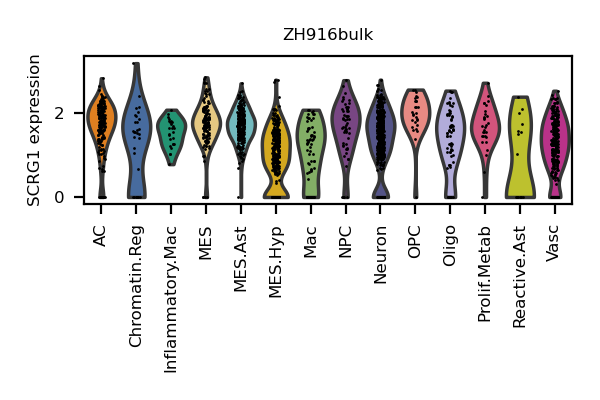 ZH916bulk
SCRG1 expression
2
0
AC
Chromatin.Reg
Inflammatory.Mac
MES
MES.Ast
MES.Hyp
Mac
NPC
Neuron
OPC
Oligo
Prolif.Metab
Reactive.Ast
Vasc